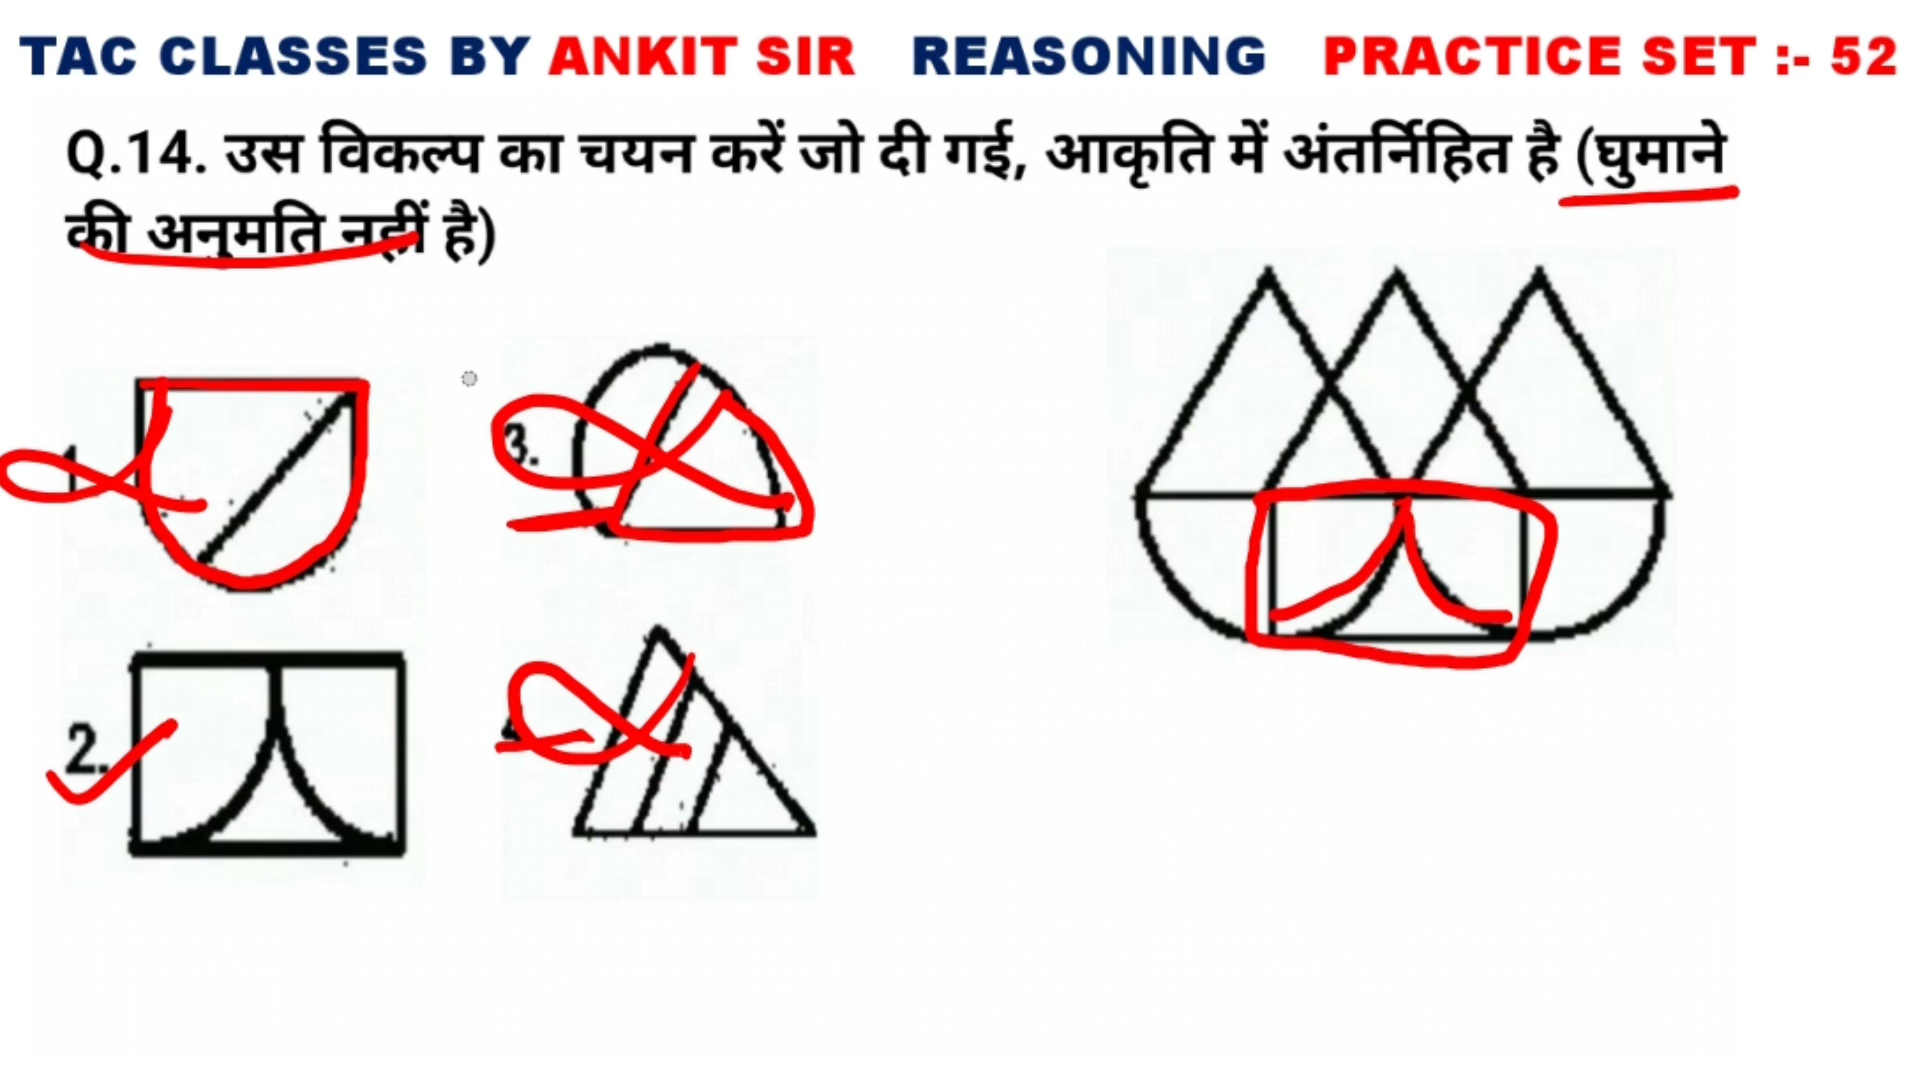 TAC CLASSES BY ANKIT SIR REASONING PRACTICE SET :- 52
Q.14. उस विकल्प का चयन करें जो दी गई, आकृति में अंतर्निहित है (घुमाने
की अनुमति नहीं है)
1
3.
2.